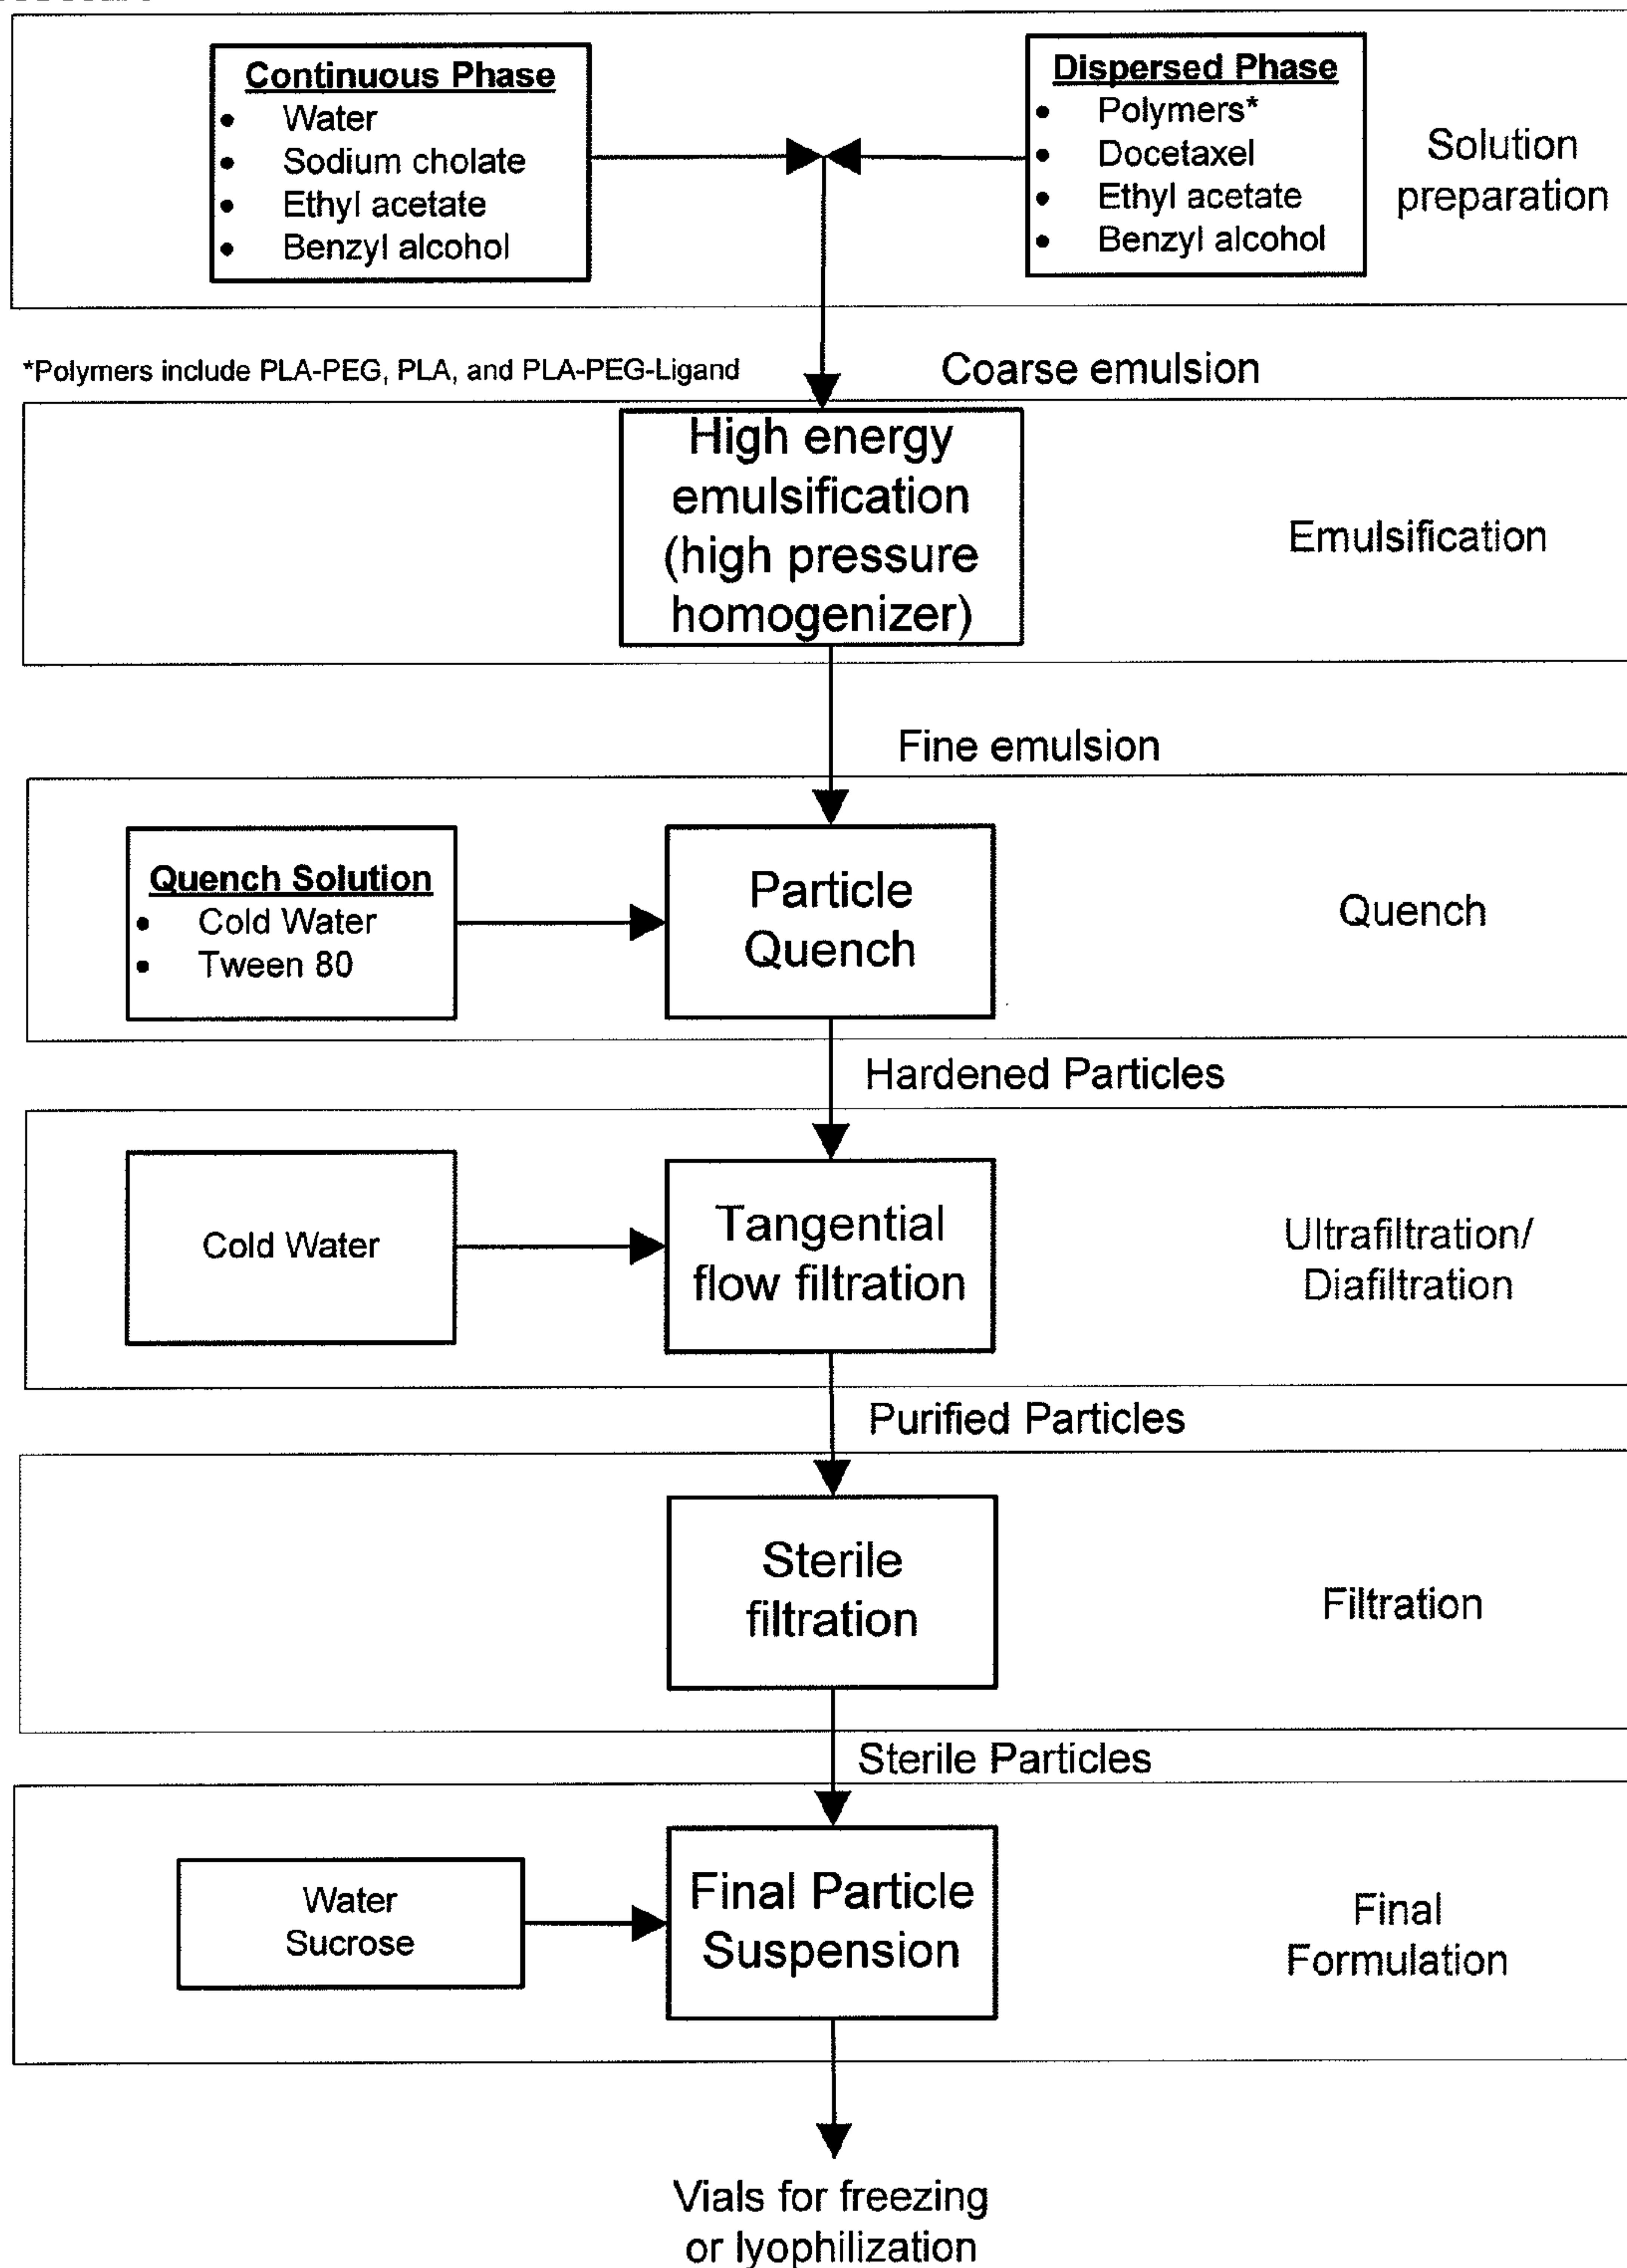 Continuous Phase
• Water
• Sodium cholate
• Ethyl acetate
• Benzyl alcohol
Dispersed Phase
• Polymers*
• Docetaxel
• Ethyl acetate
• Benzyl alcohol
Solution
preparation
*Polymers include PLA-PEG, PLA, and PLA-PEG-Ligand
Coarse emulsion
High energy
emulsification
(high pressure
homogenizer)
Emulsification
Fine emulsion
Quench Solution
• Cold Water
• Tween 80
Particle
Quench
Quench
Hardened Particles
Cold Water
Tangential
flow filtration
Ultrafiltration/
Diafiltration
Purified Particles
Sterile
filtration
Filtration
Sterile Particles
Water
Sucrose
Final Particle
Suspension
Final
Formulation
Vials for freezing
or lyophilization